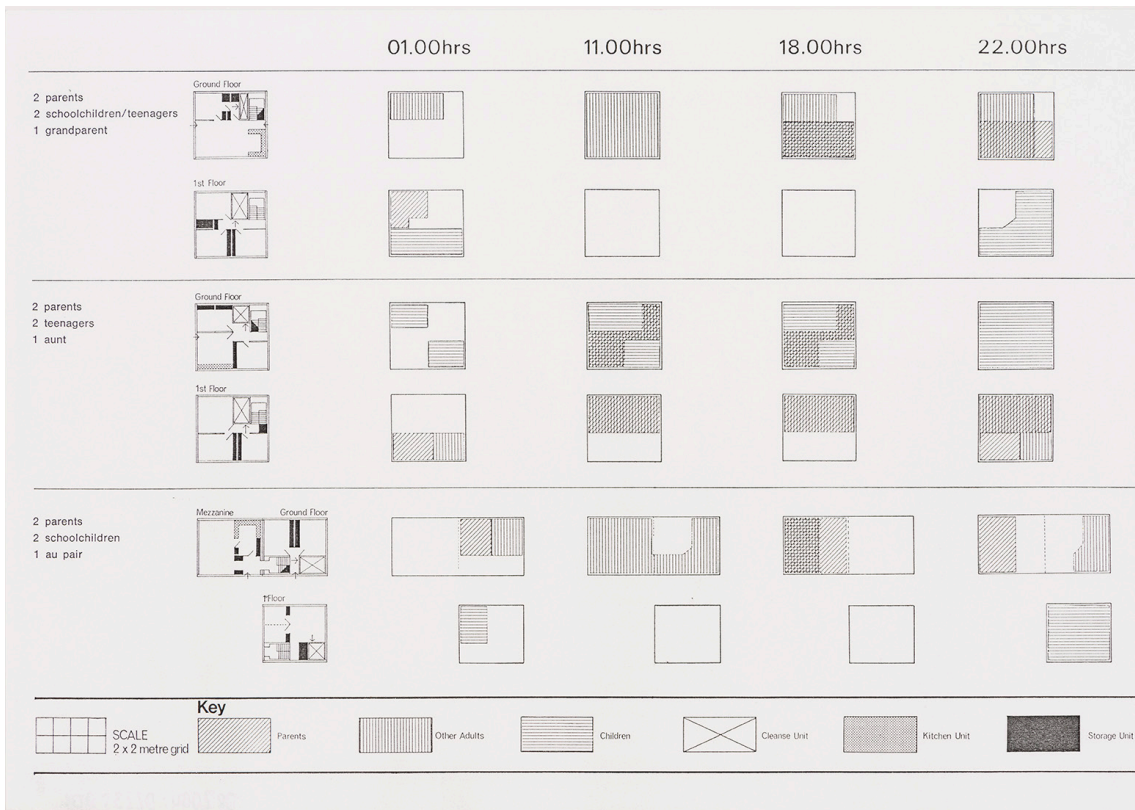 01.00hrs 11.00hrs 18.00hrs 22.00hrs
Ground Floor
2 parents
2 schoolchildren/teenagers
1 grandparent
1st Floor
Ground Floor
2 parents
2 teenagers
1 aunt
1st Floor
Mezzanine Ground Floor
2 parents
2 schoolchildren
1 au pair
Floor
Key
SCALE
2 x 2 metre grid
Parents
Other Adults
Children
Cleanse Unit
Kitchen Unit
Storage Unit